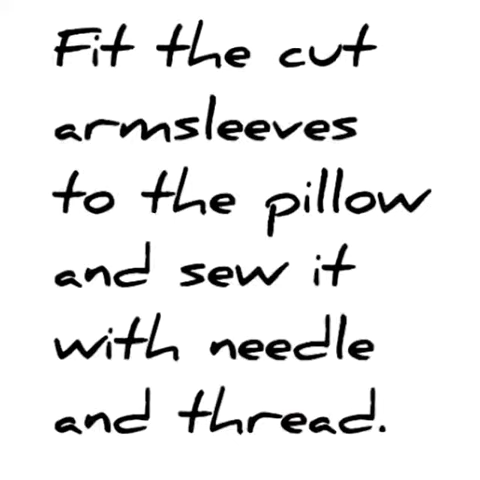 Fit the cut
armsleeves
to the pillow
and sew it
with needle
and thread.